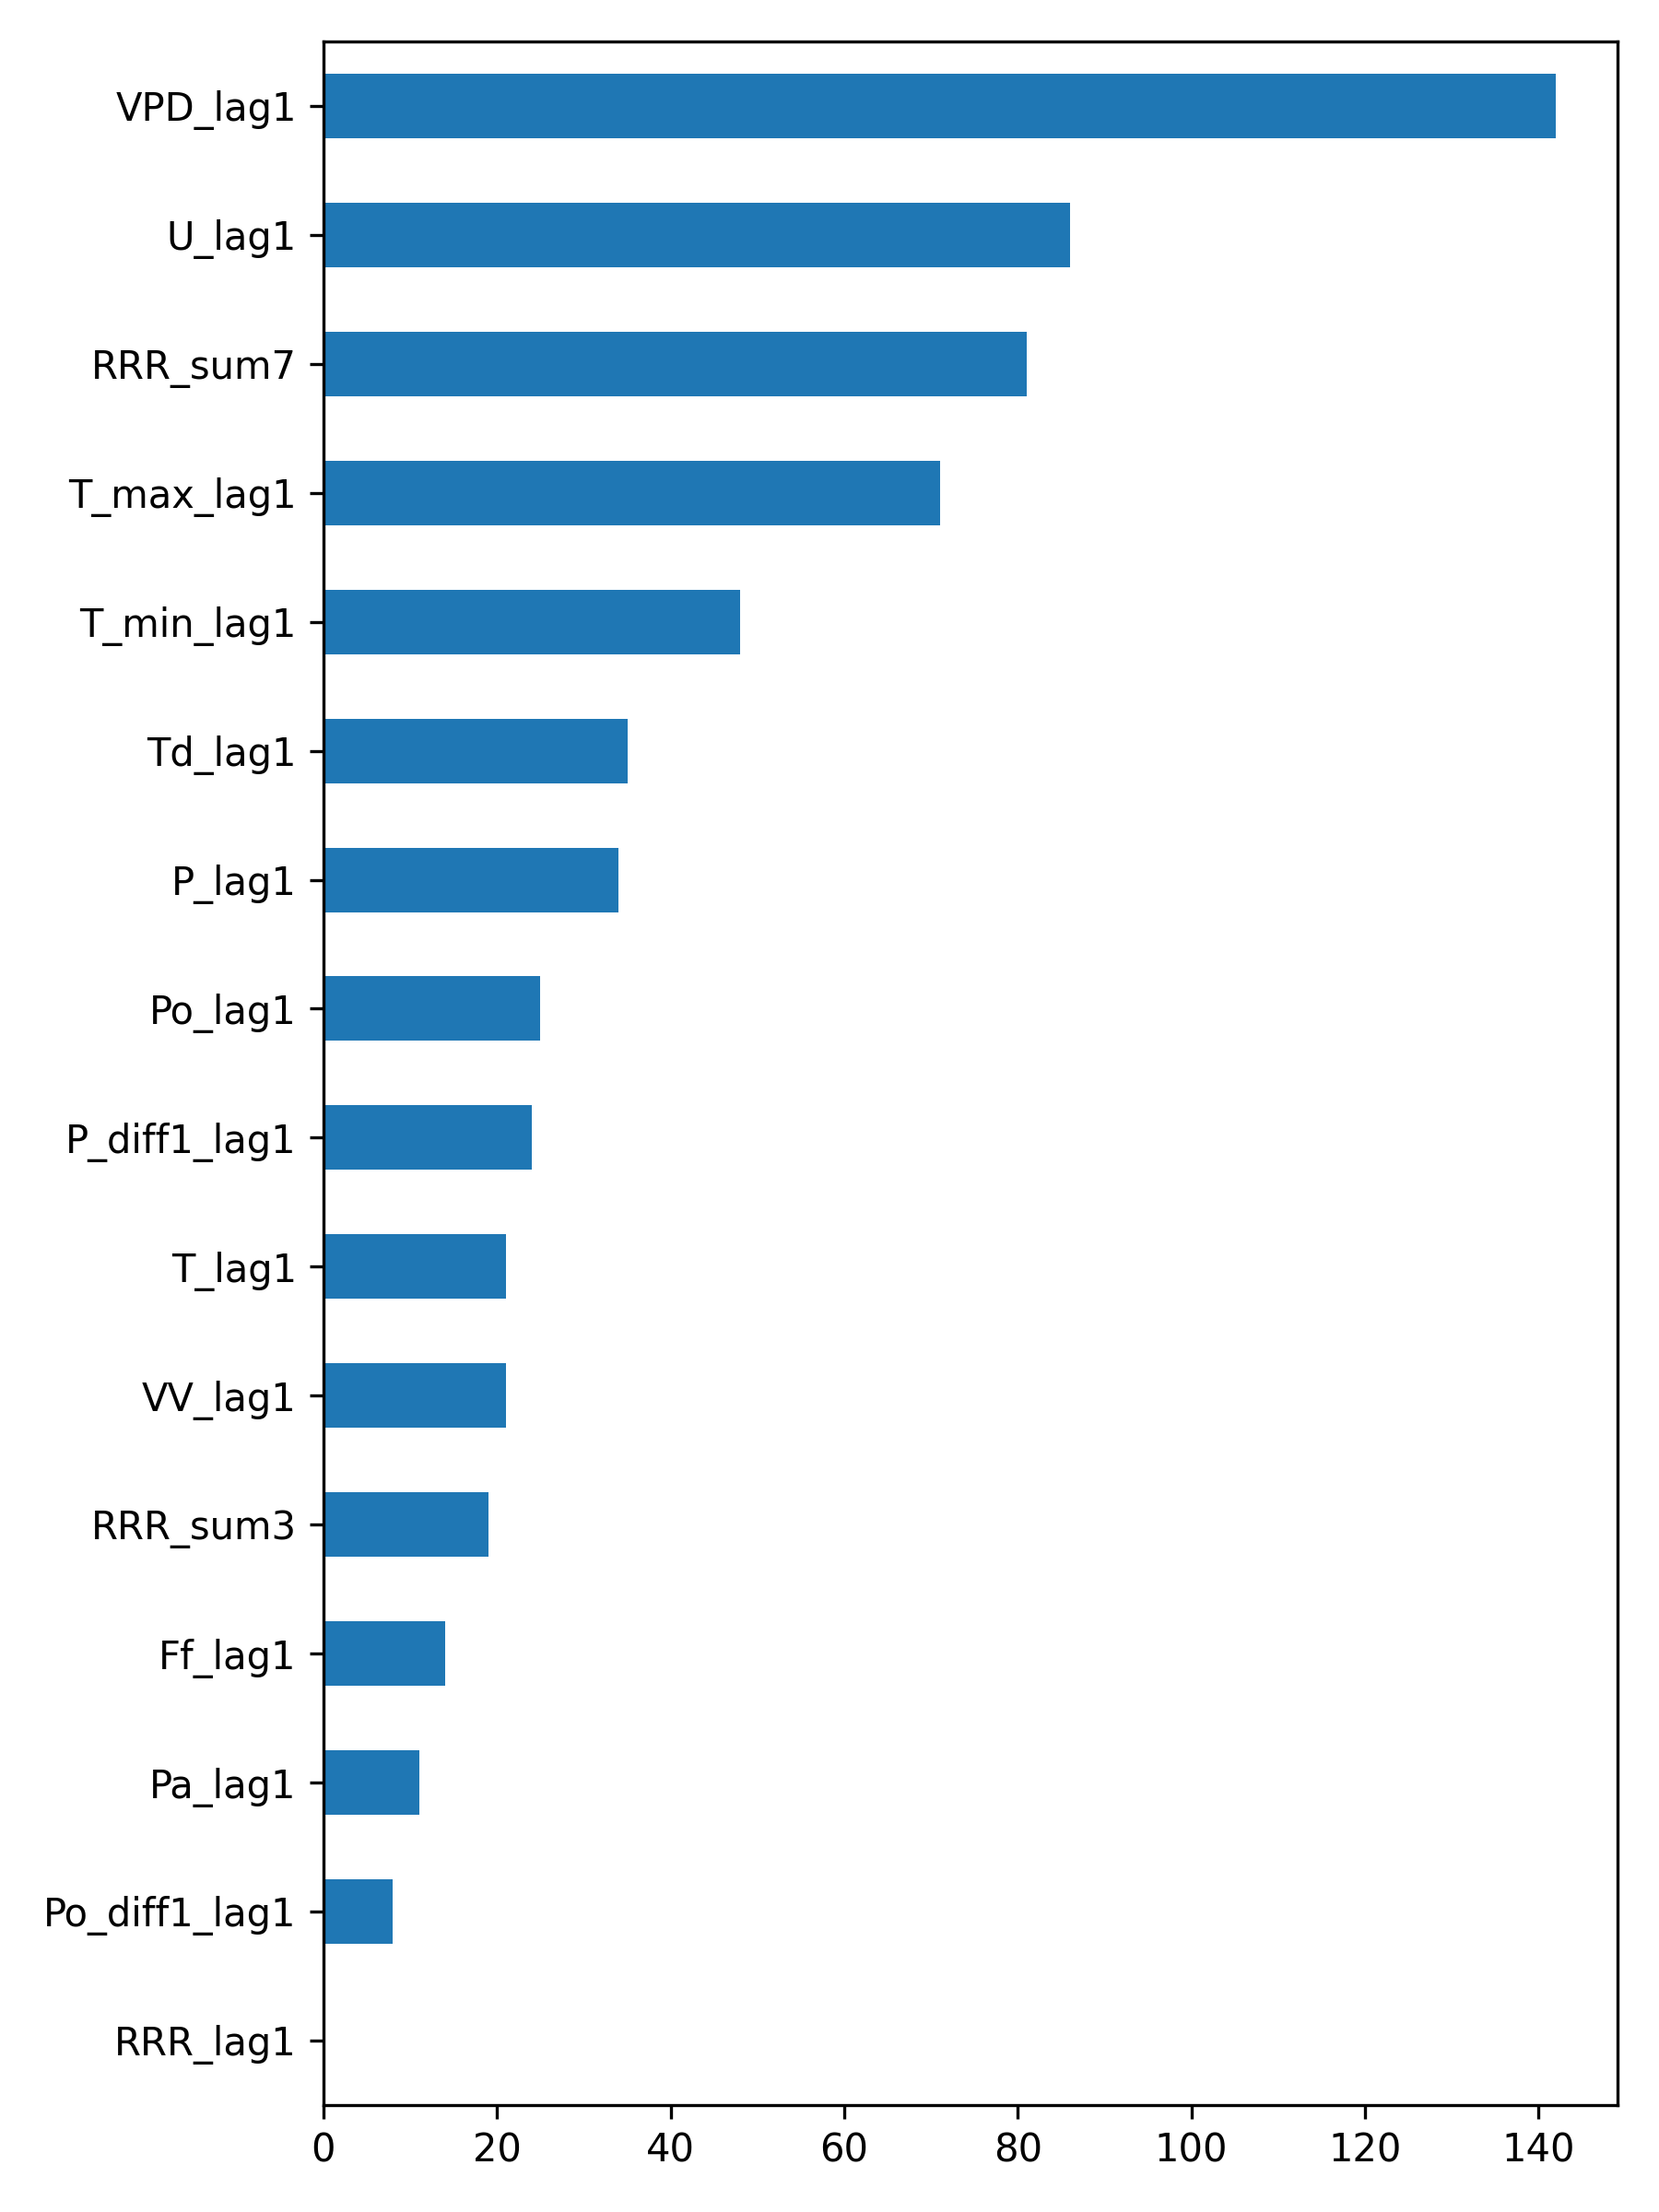 VPD_lag1
U_lag1
RRR_sum7
T_max_lag1
T_min_lag1
Td_lag1
P_lag1
Po_lag1
P_diff1_lag1
T_lag1
VV_lag1
RRR_sum3
Ff_lag1
Pa_lag1
Po_diff1_lag1
RRR_lag1
0 20 40 60 80 100 120 140